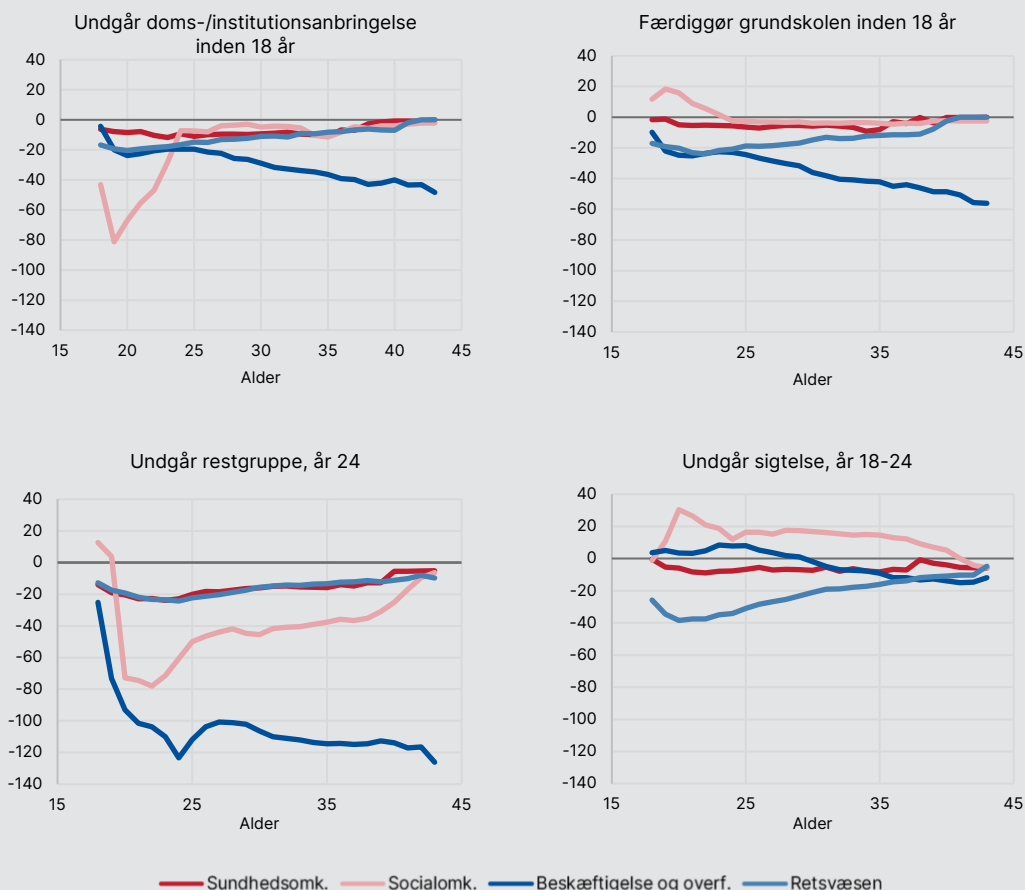 Undgår doms-/institutionsanbringelse
inden 18 år
40
20
0
-20
-40
-60
-80
-100
-120
-140
15 20 25 30 35 40 45
Alder
Færdiggør grundskolen inden 18 år
40
20
0
-20
-40
-60
-80
-100
-120
-140
15 25 35 45
Alder
Undgår restgruppe, år 24
40
20
0
-20
-40
-60
-80
-100
-120
-140
15 25 35 45
Alder
Undgår sigtelse, år 18-24
40
20
0
-20
-40
-60
-80
-100
-120
-140
15 25 35 45
Alder
Sundhedsomk. Socialomk. Beskæftigelse og overf. Retsvæsen